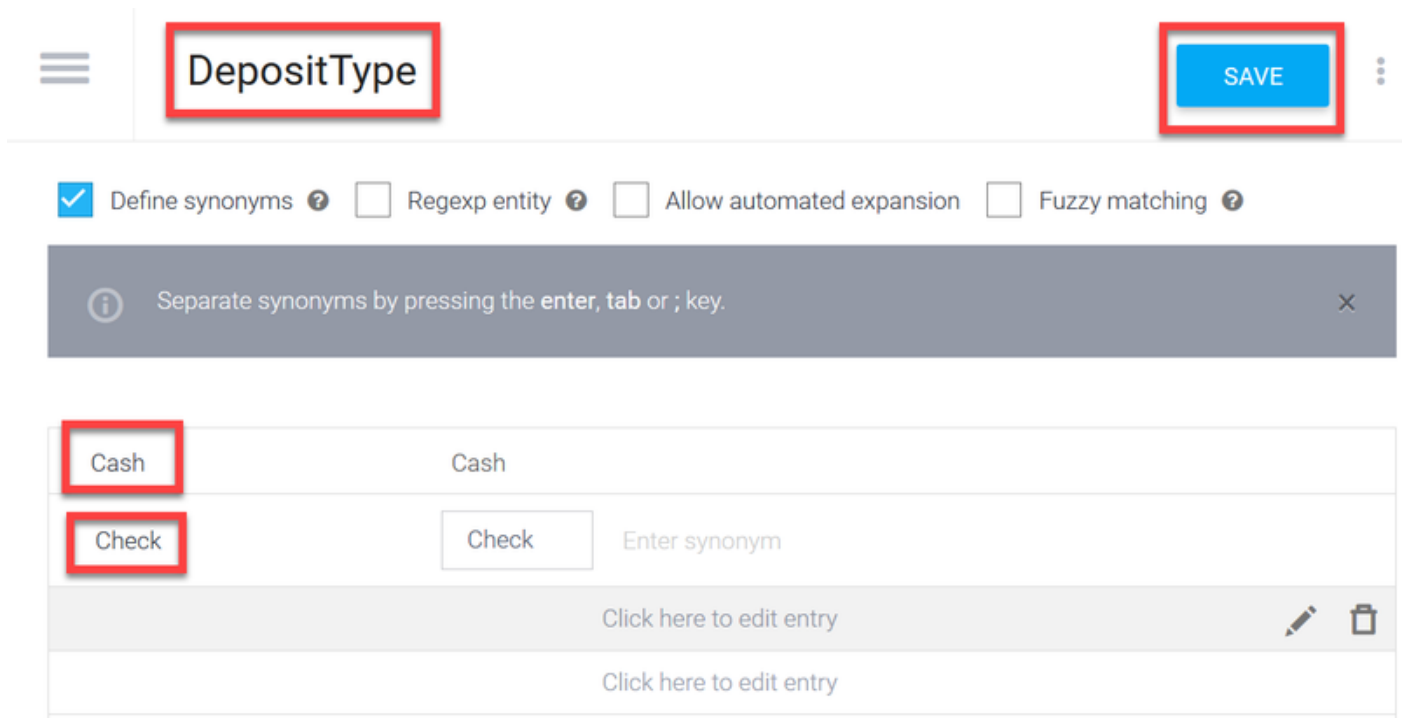 DepositType
SAVE
Define synonyms Regexp entity Allow automated expansion Fuzzy matching
Separate synonyms by pressing the enter, tab or ; key.
Cash Cash
Check Check Enter synonym
Click here to edit entry
Click here to edit entry